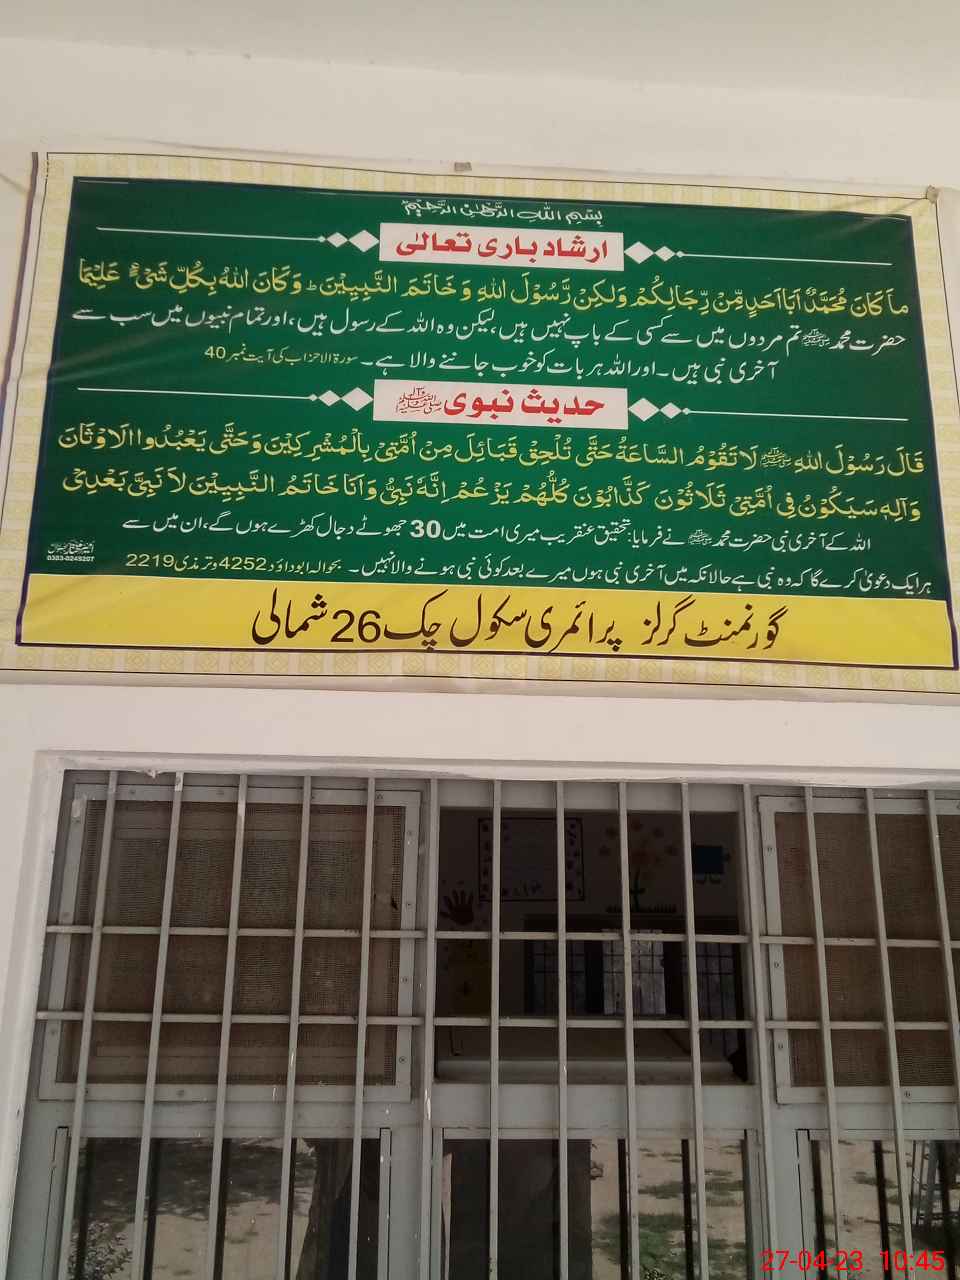 بِسْمِ اللّٰهِ الرَّحْمٰنِ الرَّحِيْمِ
ارشاد باری تعالیٰ
مَا كَانَ مُحَمَّدٌ اَبَا اَحَدٍ مِّنْ رِّجَالِكُمْ وَلٰكِنْ رَّسُوْلَ اللهِ وَ خَاتَمَ النَّبِيّٖنَ ط وَ كَانَ اللهُ بِكُلِّ شَیْءٍ عَلِيْمًا
حضرت محمد ﷺ تم مردوں میں سے کسی کے باپ نہیں ہیں، لیکن وہ اللہ کے رسول ہیں، اور تمام نبیوں میں سب سے
آخری نبی ہیں۔ اور اللہ ہر بات کو خوب جاننے والا ہے۔ سورۃ الاحزاب کی آیت نمبر 40
حدیث نبوی ﷺ
قَالَ رَسُوْلَ اللهِ ﷺ لَا تَقُوْمُ السَّاعَةُ حَتَّى تُلْحِقْ قَبَائِلَ مِنْ اُمَّتِیْ بِالْمُشْرِكِيْنَ وَ حَتَّى يَعْبُدُوا الْاَوْثَانَ
وَ اٰلِهٖ سَيَكُوْنُ فِي اُمَّتِيْ ثَلَاثُوْنَ كَذَّابُوْنَ كُلُّهُمْ يَزْعُمُ اِنَّهٗ نَبِيٌّ وَ اَنَا خَاتَمُ النَّبِيِّيْنَ لَا نَبِيَّ بَعْدِيْ
اللہ کے آخری نبی حضرت محمد ﷺ نے فرمایا: تحقیق عنقریب میری امت میں 30 جھوٹے دجال کھڑے ہوں گے، ان میں سے
ہر ایک دعویٰ کرے گا کہ وہ نبی ہے حالانکہ میں آخری نبی ہوں میرے بعد کوئی نبی ہونے والا نہیں۔ بحوالہ ابوداؤد 4252 و ترمذی 2219
0303-0245207
گورنمنٹ گرلز پرائمری سکول چک 26 شمالی
27-04-23 10:45